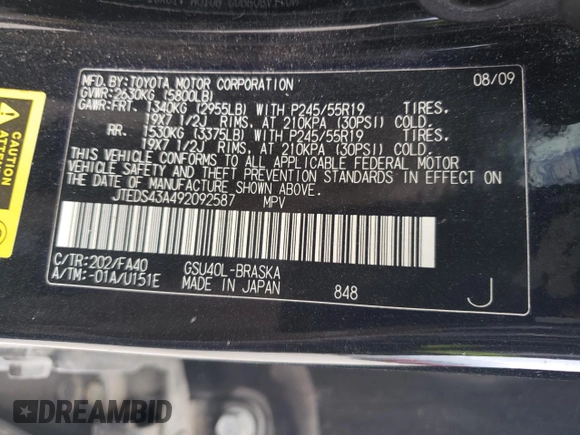 MFD.BY:TOYOTA MOTOR CORPORATION 08/09
GVWR:2630KG (5800LB)
GAWR:FRT. 1340KG (2955LB) WITH P245/55R19 TIRES.
19X7 1/2J RIMS, AT 210KPA (30PSI) COLD.
RR. 1530KG (3375LB) WITH P245/55R19 TIRES.
19X7 1/2J RIMS, AT 210KPA (30PSI) COLD.
THIS VEHICLE CONFORMS TO ALL APPLICABLE FEDERAL MOTOR
VEHICLE SAFETY AND THEFT PREVENTION STANDARDS IN EFFECT ON
THE DATE OF MANUFACTURE SHOWN ABOVE.
JTEDS43A492092587 MPV
C/TR:202/FA40 GSU40L-BRASKA
A/TM:-01A/U151E MADE IN JAPAN 848 J
CAUTION
ATTENTION
DREAMBID